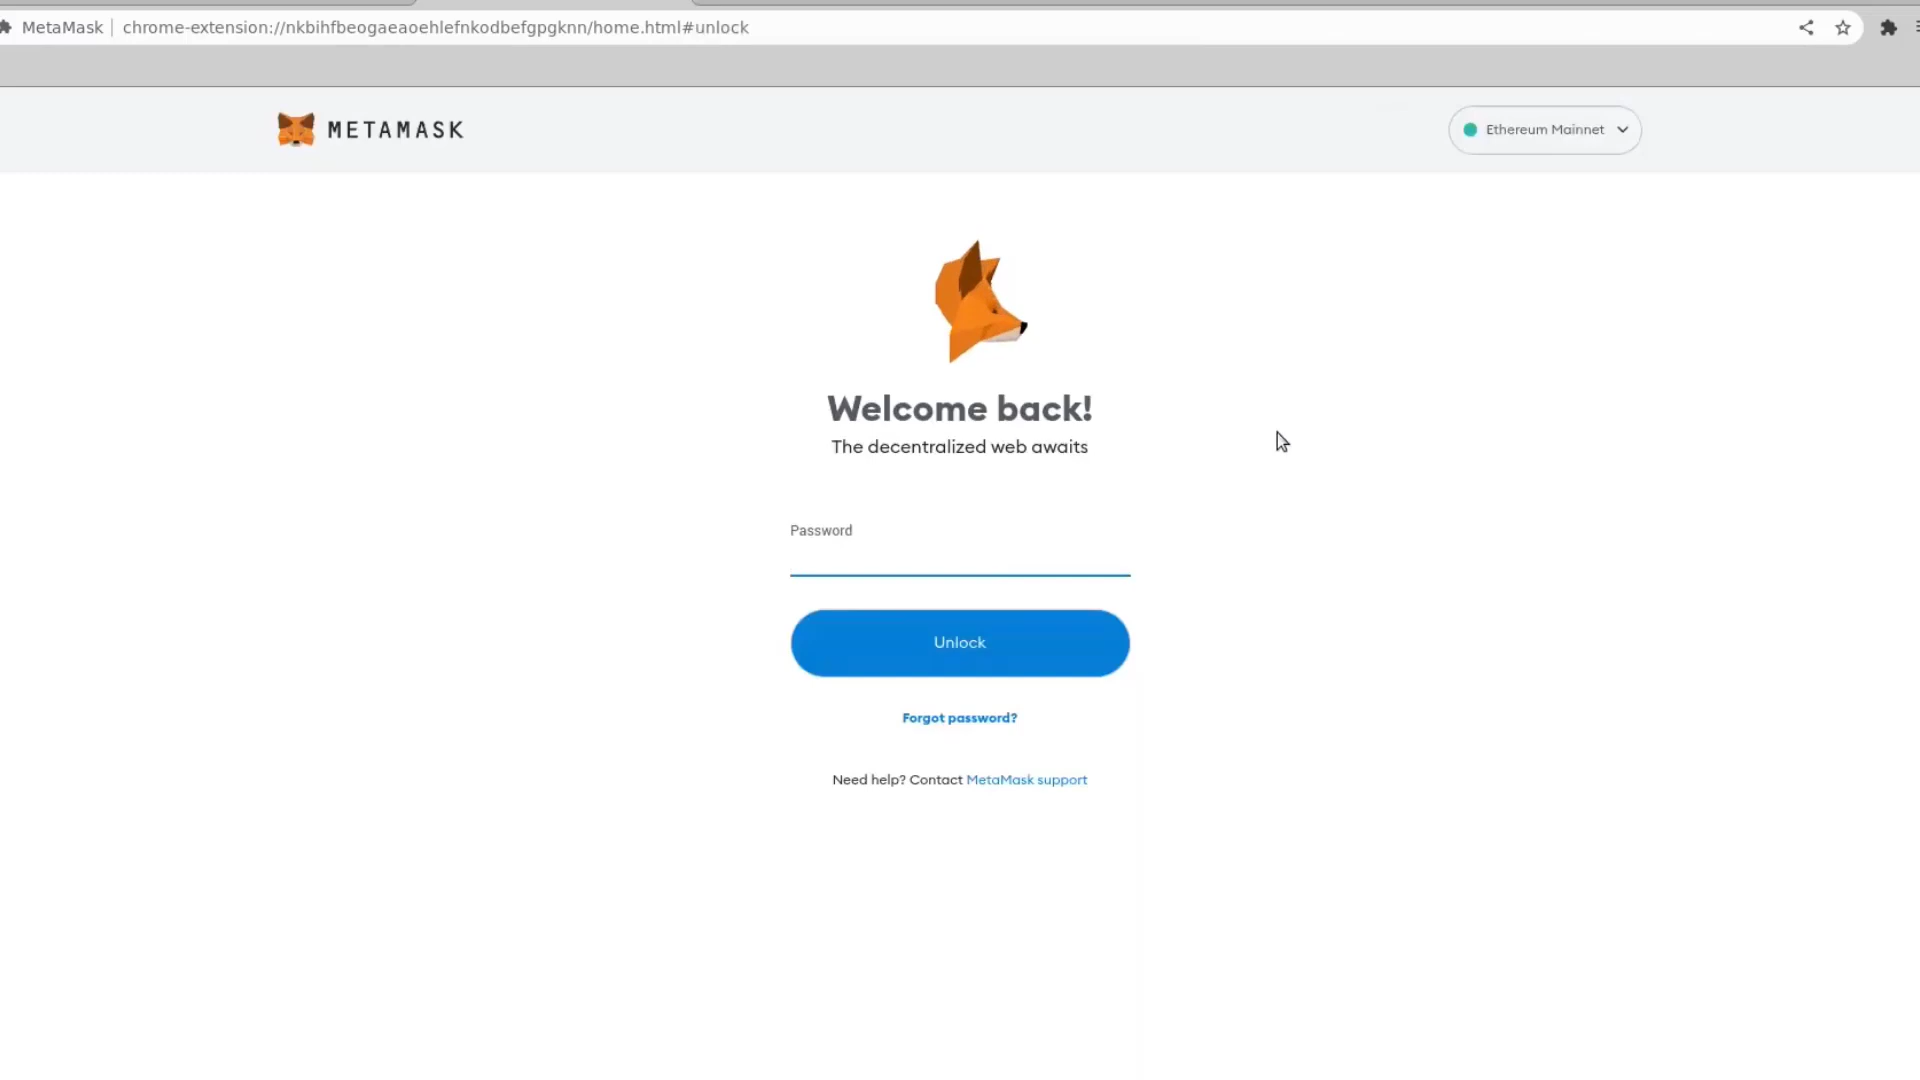 MetaMask chrome-extension://nkbihfbeogaeaoehlefnkodbefgpgknn/home.html#unlock
METAMASK
Ethereum Mainnet
Welcome back!
The decentralized web awaits
Password
Unlock
Forgot password?
Need help? Contact MetaMask support